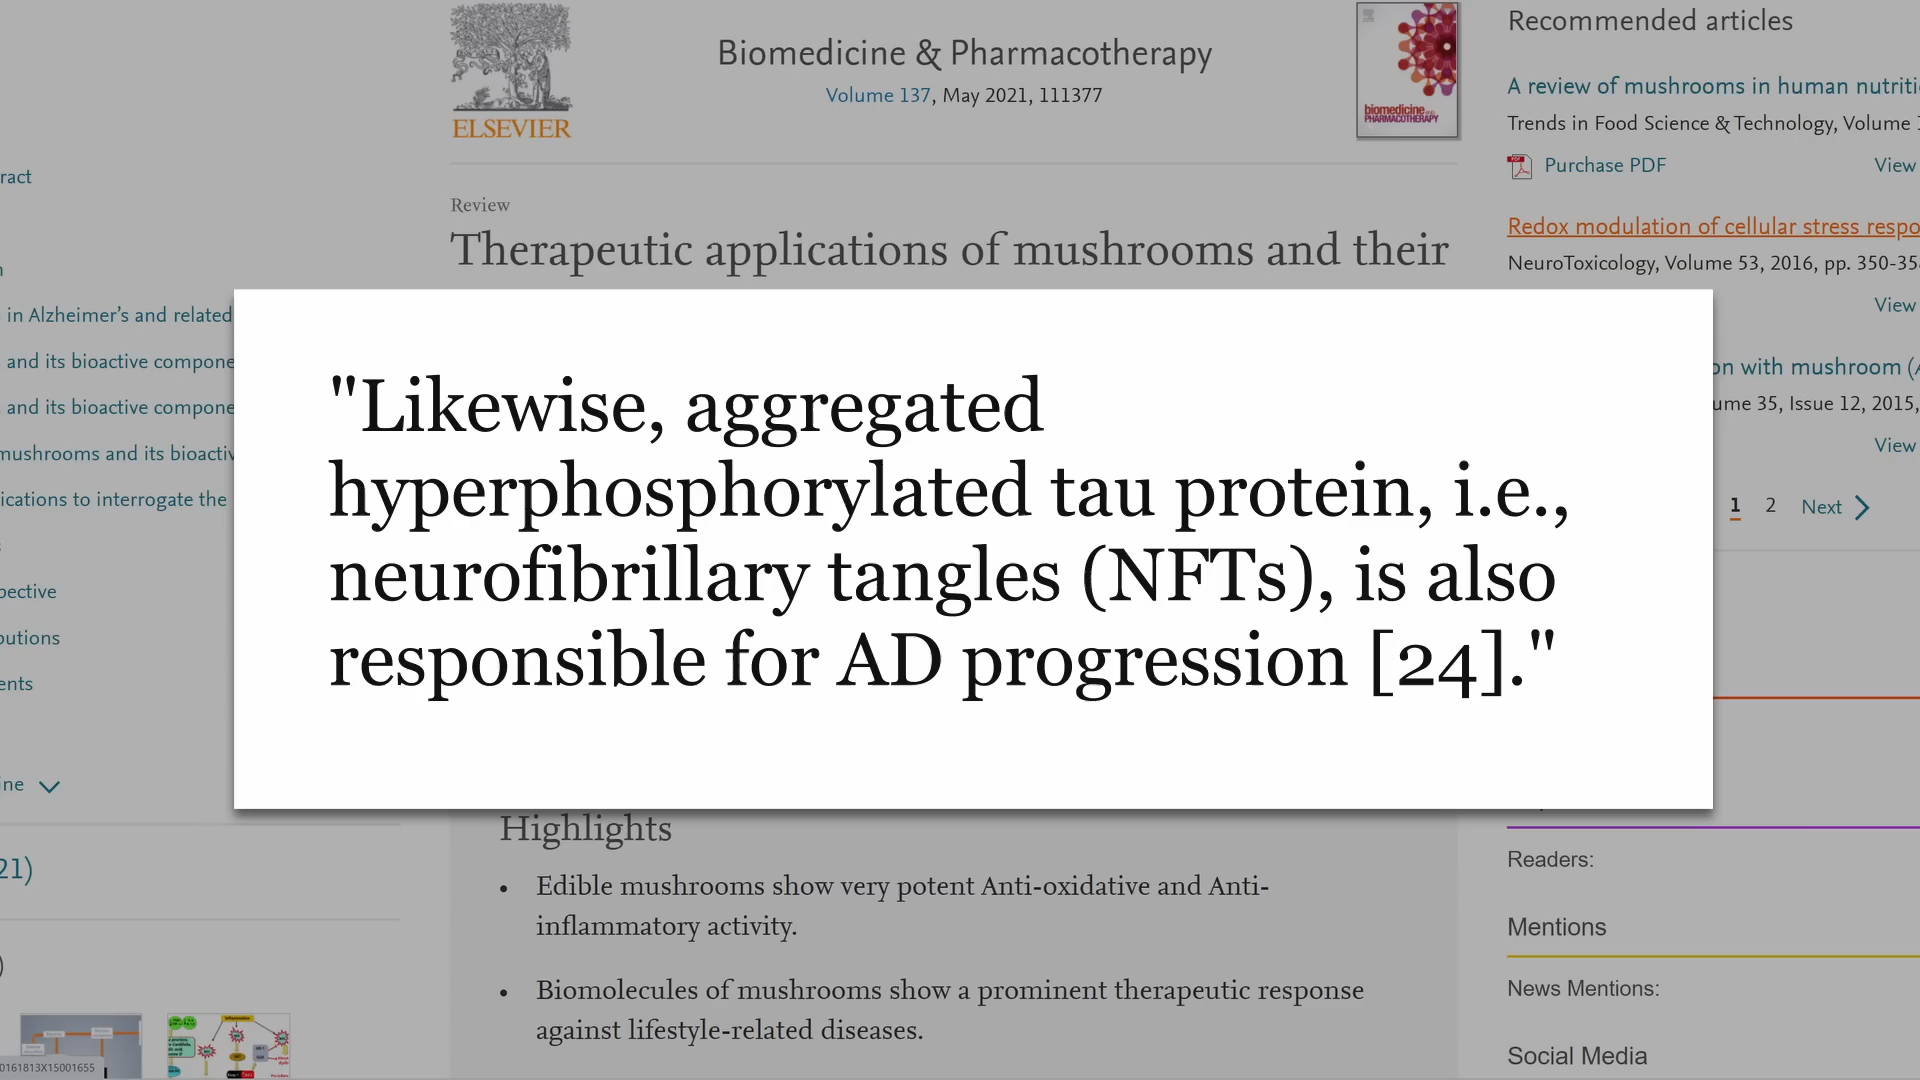 ELSEVIER
Biomedicine & Pharmacotherapy
Volume 137, May 2021, 111377
biomedicine
PHARMACOTHERAPY
Review
Therapeutic applications of mushrooms and their
"Likewise, aggregated
hyperphosphorylated tau protein, i.e.,
neurofibrillary tangles (NFTs), is also
responsible for AD progression [24]."
Highlights
• Edible mushrooms show very potent Anti-oxidative and Anti-
inflammatory activity.
• Biomolecules of mushrooms show a prominent therapeutic response
against lifestyle-related diseases.
ract
in Alzheimer's and related
and its bioactive compone
and its bioactive compone
mushrooms and its bioactiv
ications to interrogate the
pective
butions
ents
ine
21)
0161813X15001655
Recommended articles
A review of mushrooms in human nutriti
Trends in Food Science & Technology, Volume
Purchase PDF
View
Redox modulation of cellular stress respo
NeuroToxicology, Volume 53, 2016, pp. 350-35
View
on with mushroom (
ume 35, Issue 12, 2015,
View
1 2 Next
Readers:
Mentions
News Mentions:
Social Media